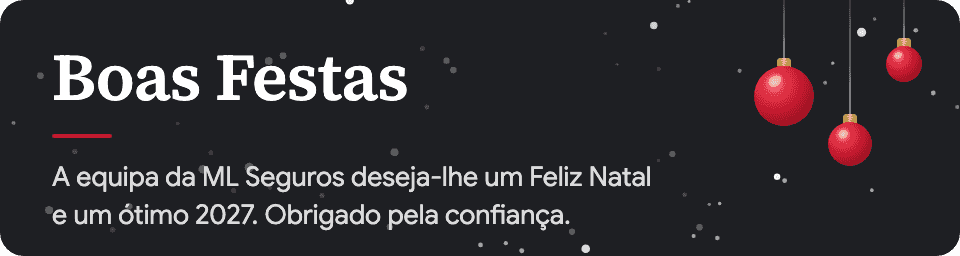 Boas Festas
A equipa da ML Seguros deseja-lhe um Feliz Natal
e um ótimo 2027. Obrigado pela confiança.